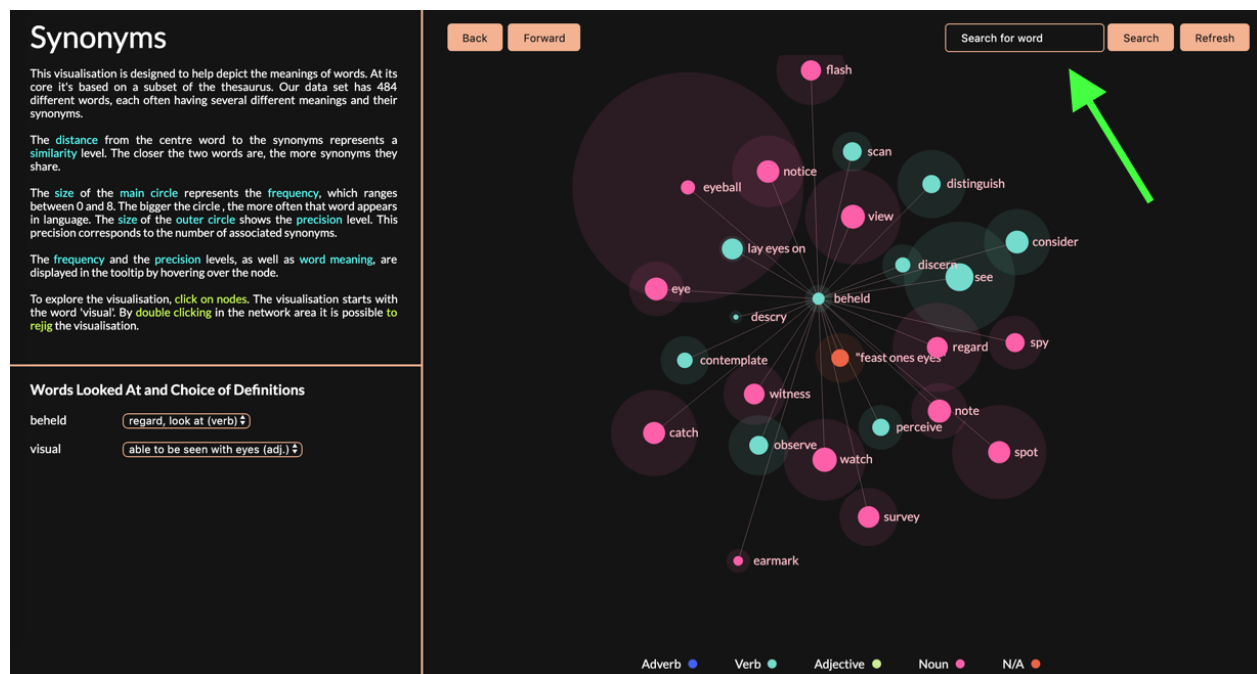 Synonyms
This visualisation is designed to help depict the meanings of words. At its
core it's based on a subset of the thesaurus. Our data set has 484
different words, each often having several different meanings and their
synonyms.
The distance from the centre word to the synonyms represents a
similarity level. The closer the two words are, the more synonyms they
share.
The size of the main circle represents the frequency, which ranges
between 0 and 8. The bigger the circle , the more often that word appears
in language. The size of the outer circle shows the precision level. This
precision corresponds to the number of associated synonyms.
The frequency and the precision levels, as well as word meaning, are
displayed in the tooltip by hovering over the node.
To explore the visualisation, click on nodes. The visualisation starts with
the word 'visual'. By double clicking in the network area it is possible to
rejig the visualisation.
Words Looked At and Choice of Definitions
beheld regard, look at (verb)
visual able to be seen with eyes (adj.)
Back Forward Search for word Search Refresh
flash
scan
notice
distinguish
eyeball
view
consider
lay eyes on
discern
see
eye
beheld
descry
spy
regard
"feast ones eyes"
contemplate
witness
note
perceive
catch
observe
spot
watch
survey
earmark
Adverb Verb Adjective Noun N/A